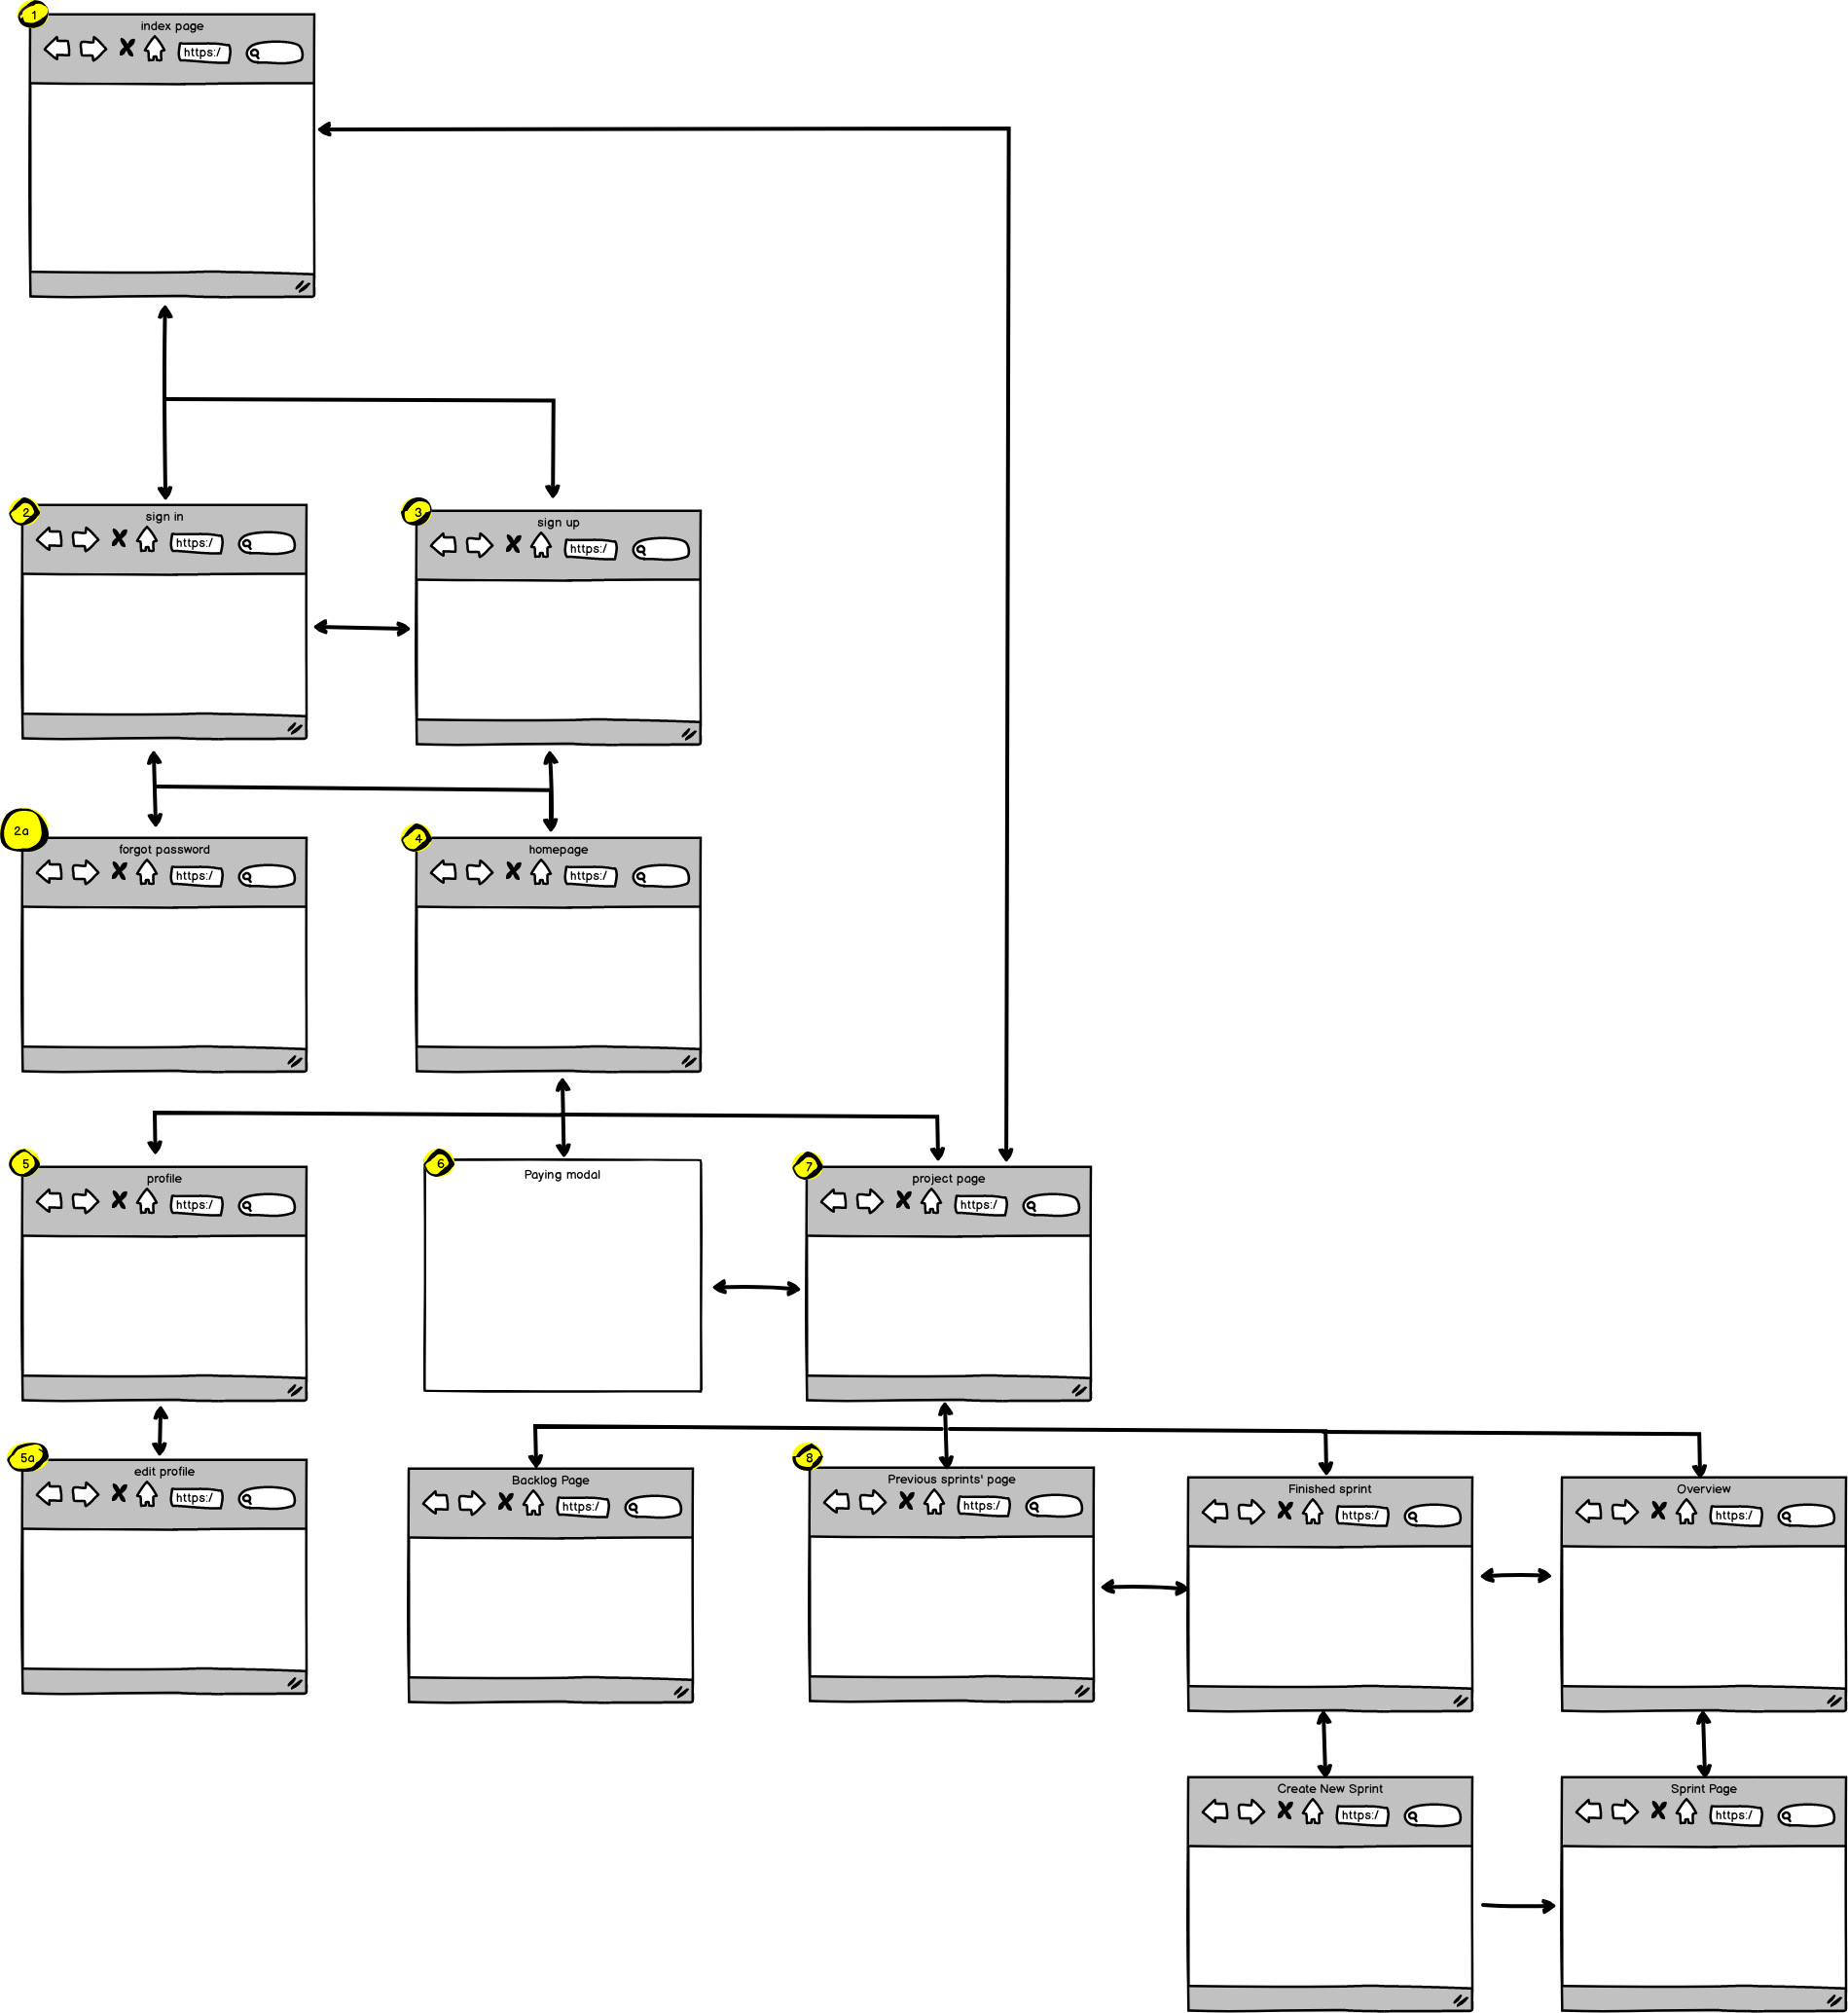 1
index page
https:/
2
sign in
https:/
3
sign up
https:/
2a
forgot password
https:/
4
homepage
https:/
5
profile
https:/
6
Paying modal
7
project page
https:/
5a
edit profile
https:/
Backlog Page
https:/
8
Previous sprints' page
https:/
Finished sprint
https:/
Overview
https:/
Create New Sprint
https:/
Sprint Page
https:/